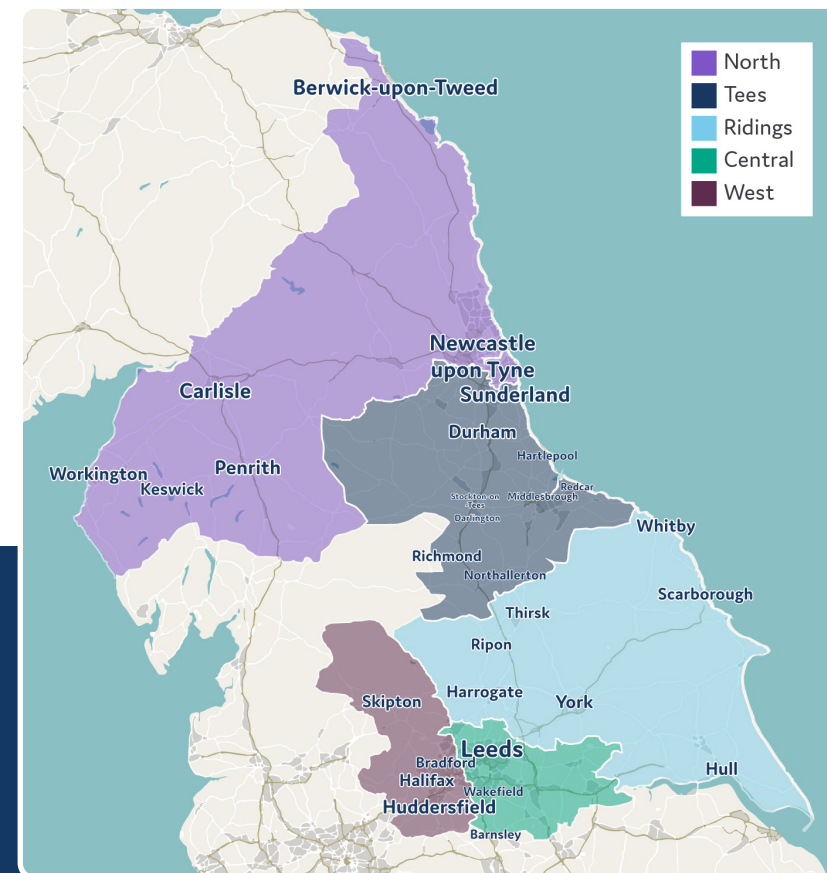 North
Tees
Ridings
Central
West
Berwick-upon-Tweed
Newcastle
upon Tyne
Carlisle
Sunderland
Durham
Hartlepool
Workington
Penrith
Keswick
Redcar
Stockton-on
-Tees
Middlesbrough
Darlington
Whitby
Richmond
Northallerton
Scarborough
Thirsk
Ripon
Harrogate
Skipton
York
Leeds
Bradford
Hull
Halifax
Wakefield
Huddersfield
Barnsley